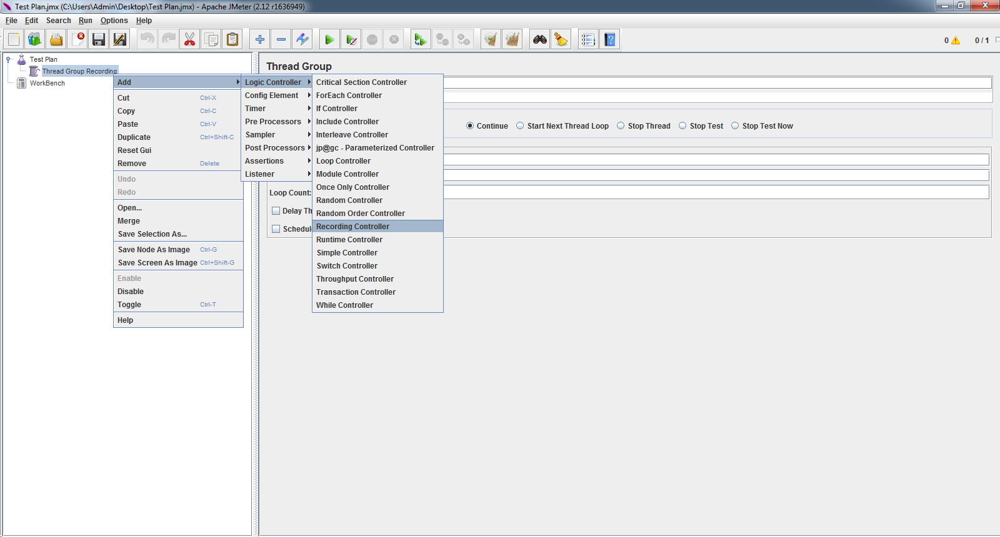 Test Plan.jmx (C:\Users\Admin\Desktop\Test Plan.jmx) - Apache JMeter (2.12 r1636949)
File Edit Search Run Options Help
0 0 / 1
Test Plan
Thread Group Recording
WorkBench
Add
Cut Ctrl-X
Copy Ctrl-C
Paste Ctrl-V
Duplicate Ctrl+Shift-C
Reset Gui
Remove Delete
Undo
Redo
Open...
Merge
Save Selection As...
Save Node As Image Ctrl-G
Save Screen As Image Ctrl+Shift-G
Enable
Disable
Toggle Ctrl-T
Help
Logic Controller
Config Element
Timer
Pre Processors
Sampler
Post Processors
Assertions
Listener
Critical Section Controller
ForEach Controller
If Controller
Include Controller
Interleave Controller
jp@gc - Parameterized Controller
Loop Controller
Module Controller
Once Only Controller
Random Controller
Random Order Controller
Recording Controller
Runtime Controller
Simple Controller
Switch Controller
Throughput Controller
Transaction Controller
While Controller
Thread Group
Continue Start Next Thread Loop Stop Thread Stop Test Stop Test Now
Loop Count:
Delay Th
Schedul